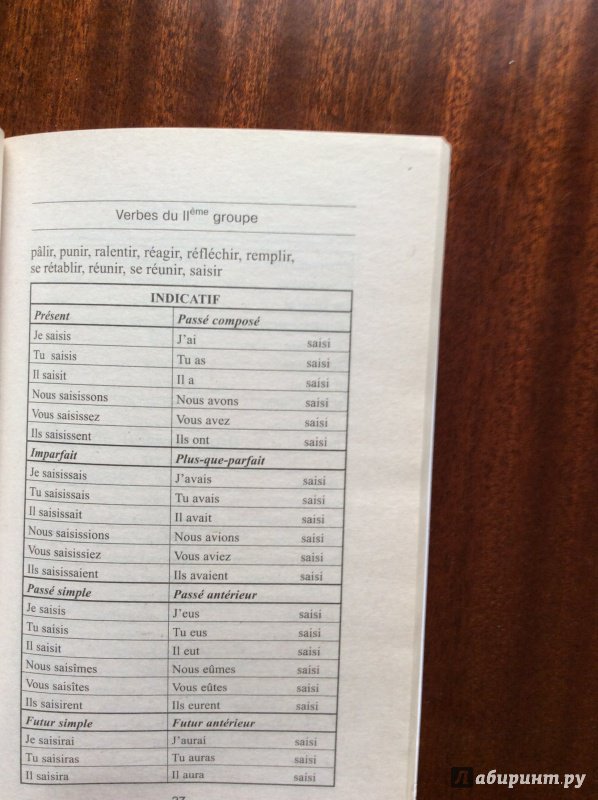 Verbes du IIème groupe
pâlir, punir, ralentir, réagir, réfléchir, remplir,
se rétablir, réunir, se réunir, saisir
INDICATIF
Présent Passé composé
Je saisis J'ai saisi
Tu saisis Tu as saisi
Il saisit Il a saisi
Nous saisissons Nous avons saisi
Vous saisissez Vous avez saisi
Ils saisissent Ils ont saisi
Imparfait Plus-que-parfait
Je saisissais J'avais saisi
Tu saisissais Tu avais saisi
Il saisissait Il avait saisi
Nous saisissions Nous avions saisi
Vous saisissiez Vous aviez saisi
Ils saisissaient Ils avaient saisi
Passé simple Passé antérieur
Je saisis J'eus saisi
Tu saisis Tu eus saisi
Il saisit Il eut saisi
Nous saisîmes Nous eûmes saisi
Vous saisîtes Vous eûtes saisi
Ils saisirent Ils eurent saisi
Futur simple Futur antérieur
Je saisirai J'aurai saisi
Tu saisiras Tu auras saisi
Il saisira Il aura saisi
лабиринт.ру